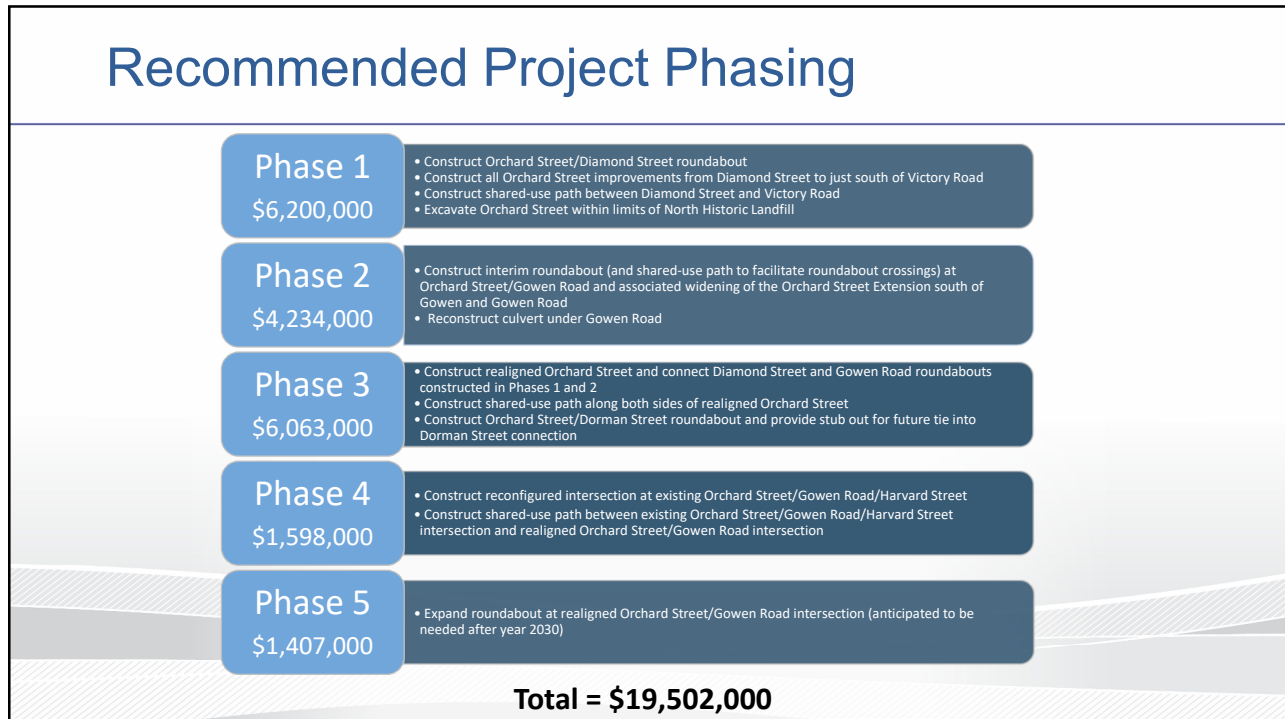 Recommended Project Phasing
Phase 1
$6,200,000
• Construct Orchard Street/Diamond Street roundabout
• Construct all Orchard Street improvements from Diamond Street to just south of Victory Road
• Construct shared-use path between Diamond Street and Victory Road
• Excavate Orchard Street within limits of North Historic Landfill
Phase 2
$4,234,000
• Construct interim roundabout (and shared-use path to facilitate roundabout crossings) at
Orchard Street/Gowen Road and associated widening of the Orchard Street Extension south of
Gowen and Gowen Road
• Reconstruct culvert under Gowen Road
Phase 3
$6,063,000
• Construct realigned Orchard Street and connect Diamond Street and Gowen Road roundabouts
constructed in Phases 1 and 2
• Construct shared-use path along both sides of realigned Orchard Street
• Construct Orchard Street/Dorman Street roundabout and provide stub out for future tie into
Dorman Street connection
Phase 4
$1,598,000
• Construct reconfigured intersection at existing Orchard Street/Gowen Road/Harvard Street
• Construct shared-use path between existing Orchard Street/Gowen Road/Harvard Street
intersection and realigned Orchard Street/Gowen Road intersection
Phase 5
$1,407,000
• Expand roundabout at realigned Orchard Street/Gowen Road intersection (anticipated to be
needed after year 2030)
Total = $19,502,000